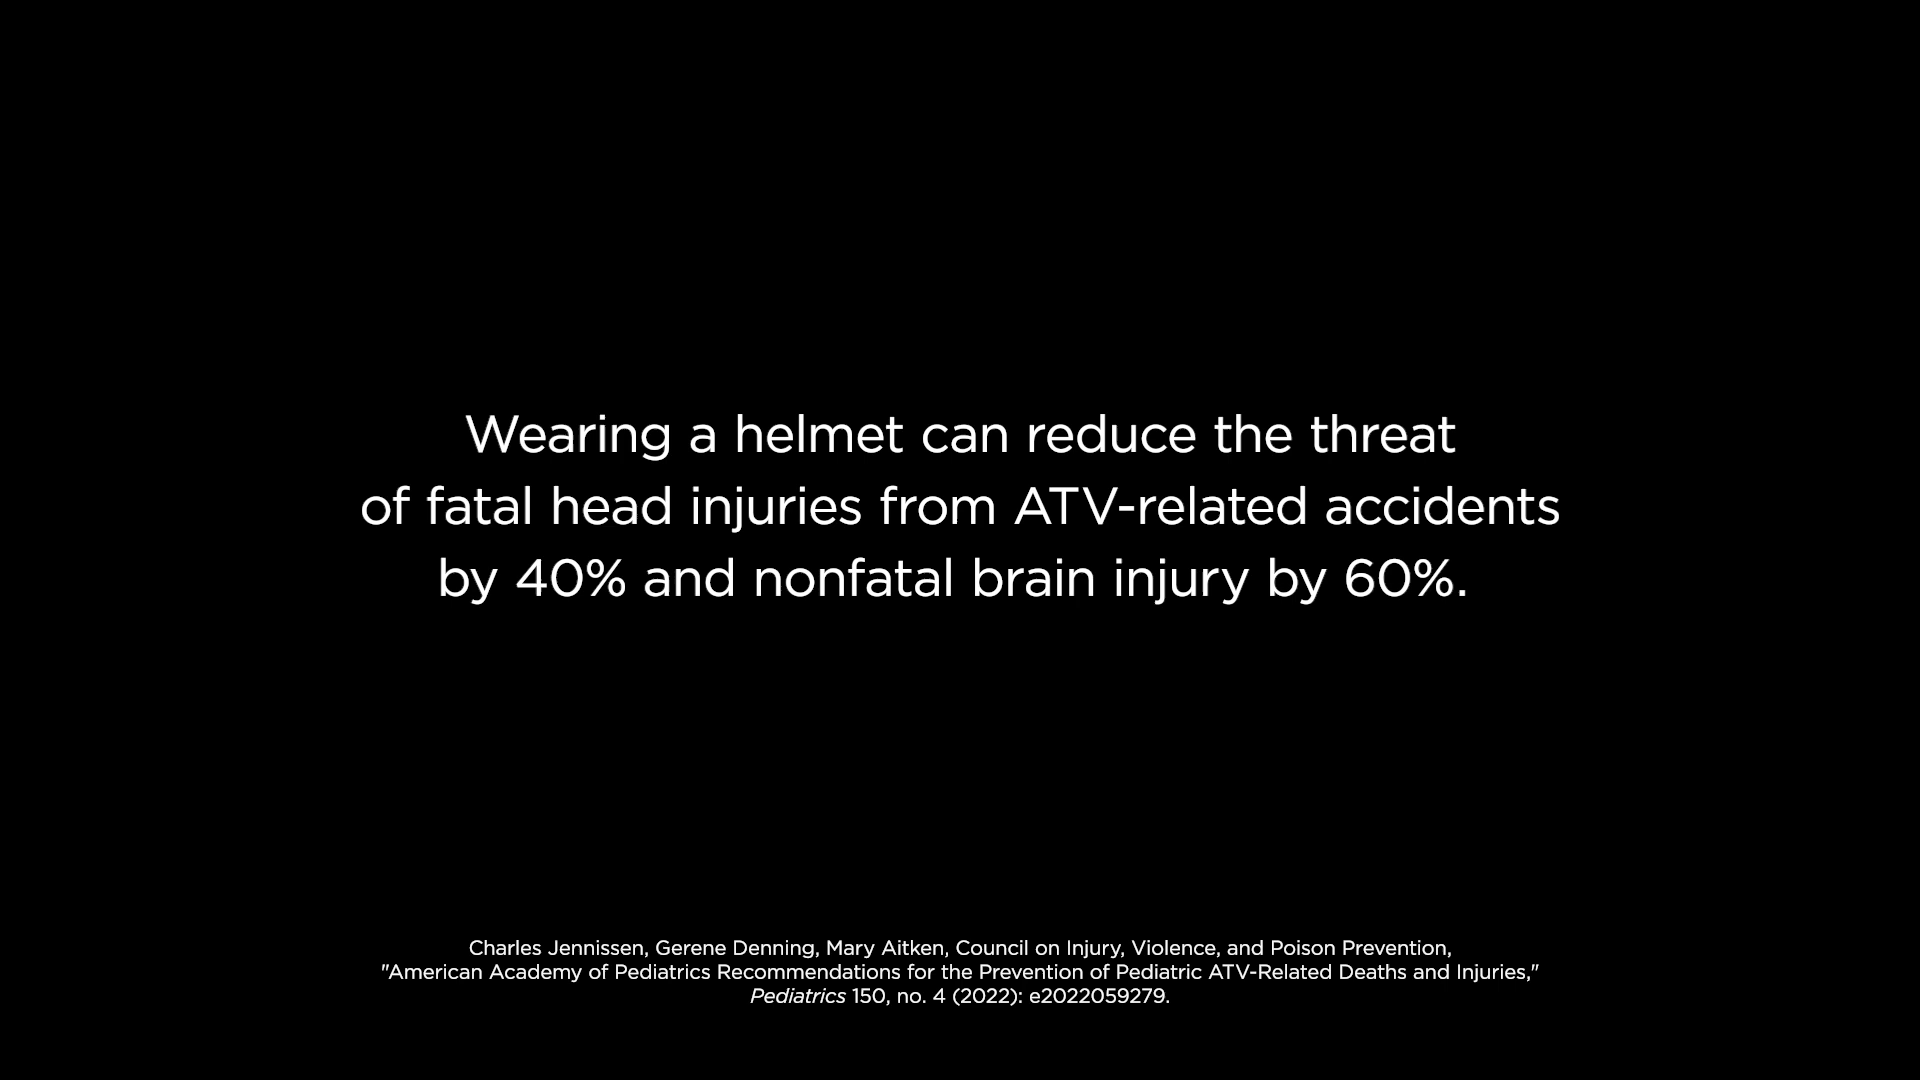 Wearing a helmet can reduce the threat
of fatal head injuries from ATV-related accidents
by 40% and nonfatal brain injury by 60%.
Charles Jennissen, Gerene Denning, Mary Aitken, Council on Injury, Violence, and Poison Prevention,
"American Academy of Pediatrics Recommendations for the Prevention of Pediatric ATV-Related Deaths and Injuries,"
Pediatrics 150, no. 4 (2022): e2022059279.